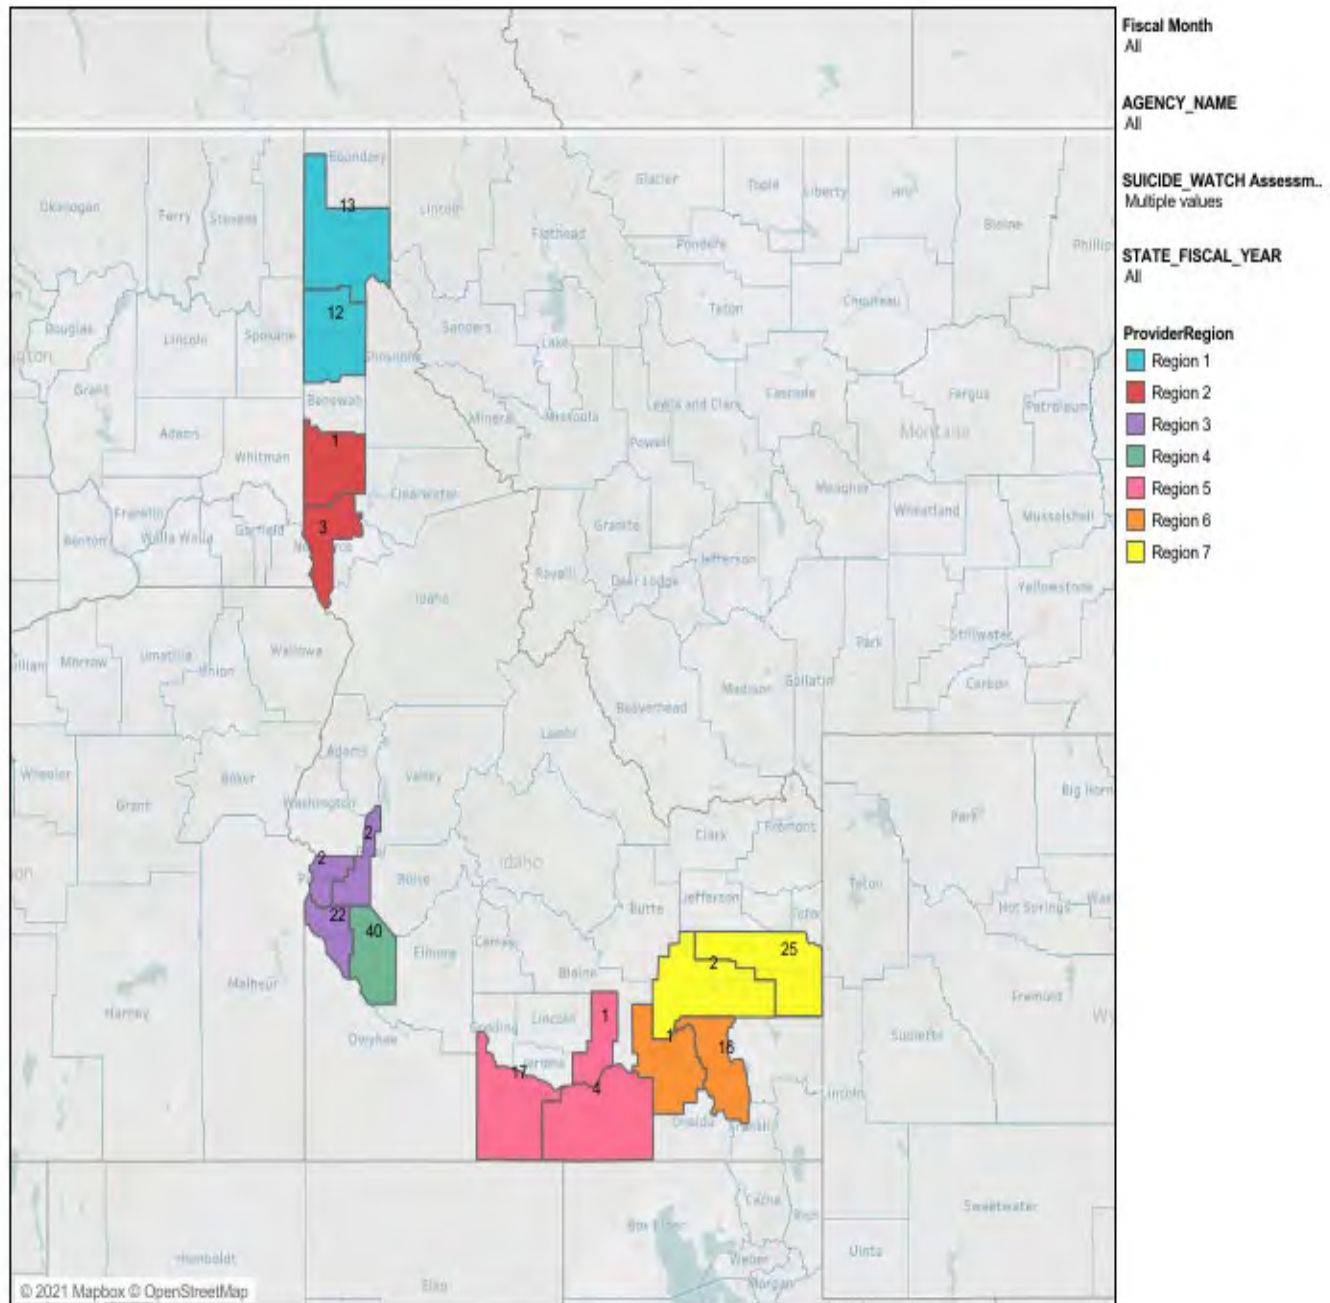 Fiscal Month
All
AGENCY_NAME
All
SUICIDE_WATCH Assessm..
Multiple values
STATE_FISCAL_YEAR
All
ProviderRegion
Region 1
Region 2
Region 3
Region 4
Region 5
Region 6
Region 7
Boundary
Okanogan
Ferry
Stevens
13
Lincoln
Glacier
Toole
Liberty
Hill
Flathead
Pondera
Blaine
Phillips
12
Douglas
Lincoln
Spokane
Shoshone
Sanders
Lake
Teton
Chouteau
Grant
Benewah
Mineral
Missoula
Lewis and Clark
Cascade
Fergus
Petroleum
Adams
Whitman
1
Powell
Montana
Clearwater
Meagher
Wheatland
Musselshell
Franklin
Benton
Walla Walla
Garfield
3
Granite
Jefferson
Ravalli
Deer Lodge
Yellowstone
Idaho
Morrow
Umatilla
Union
Wallowa
Park
Stillwater
Carbon
Beaverhead
Madison
Gallatin
Lemhi
Wheeler
Grant
Baker
Adams
Valley
Washington
Park
Big Horn
2
2
Clark
Fremont
Idaho
Boise
Butte
Jefferson
Teton
Hot Springs
22
40
Elmore
Camas
Blaine
2
25
Malheur
Harney
Owyhee
Gooding
Lincoln
1
Jerome
17
4
1
16
Sublette
Fremont
Oneida
Franklin
Lincoln
Cache
Rich
Sweetwater
Box Elder
Weber
Morgan
Uinta
Humboldt
Elko
© 2021 Mapbox © OpenStreetMap